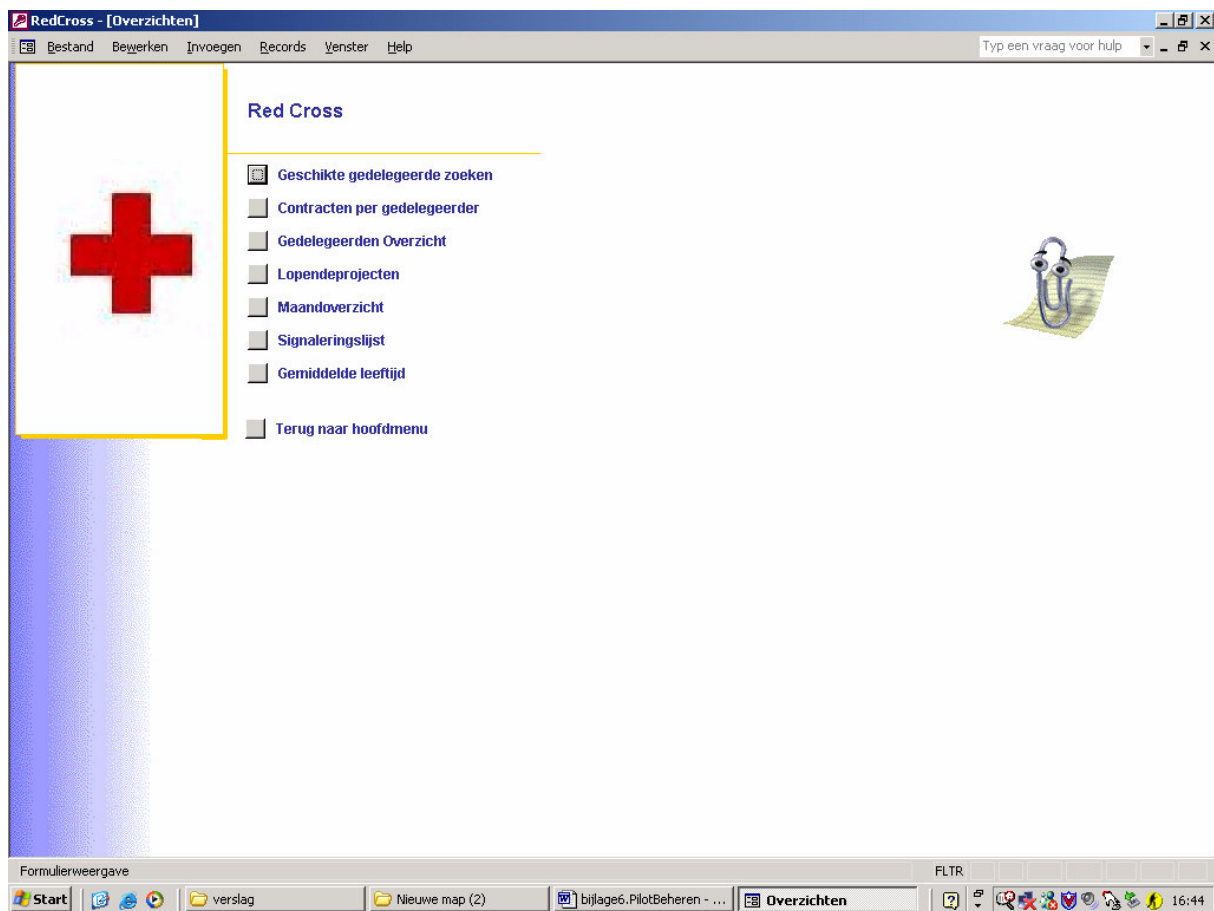 RedCross - [Overzichten]
Bestand Bewerken Invoegen Records Venster Help Typ een vraag voor hulp
Red Cross
Geschikte gedelegeerde zoeken
Contracten per gedelegeerder
Gedelegeerden Overzicht
Lopendeprojecten
Maandoverzicht
Signaleringslijst
Gemiddelde leeftijd
Terug naar hoofdmenu
Formulierweergave FLTR
Start verslag Nieuwe map (2) bijlage6.PilotBeheren - ... Overzichten 16:44